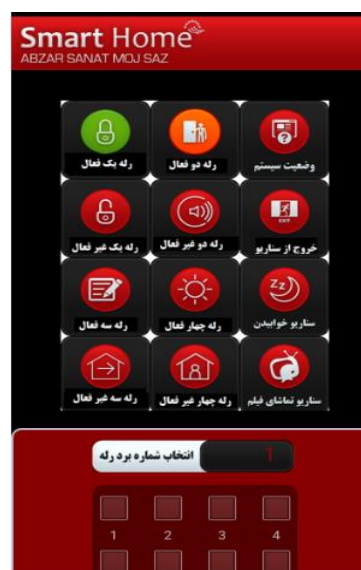 Smart Home
ABZAR SANAT MOJ SAZ
رله یک فعال
رله دو فعال
وضعیت سیستم
رله یک غیر فعال
رله دو غیر فعال
EXIT
خروج از سناریو
رله سه فعال
رله چهار فعال
Zz
سناریو خوابیدن
رله سه غیر فعال
رله چهار غیر فعال
سناریو تماشای فیلم
انتخاب شماره برد رله
1
1 2 3 4